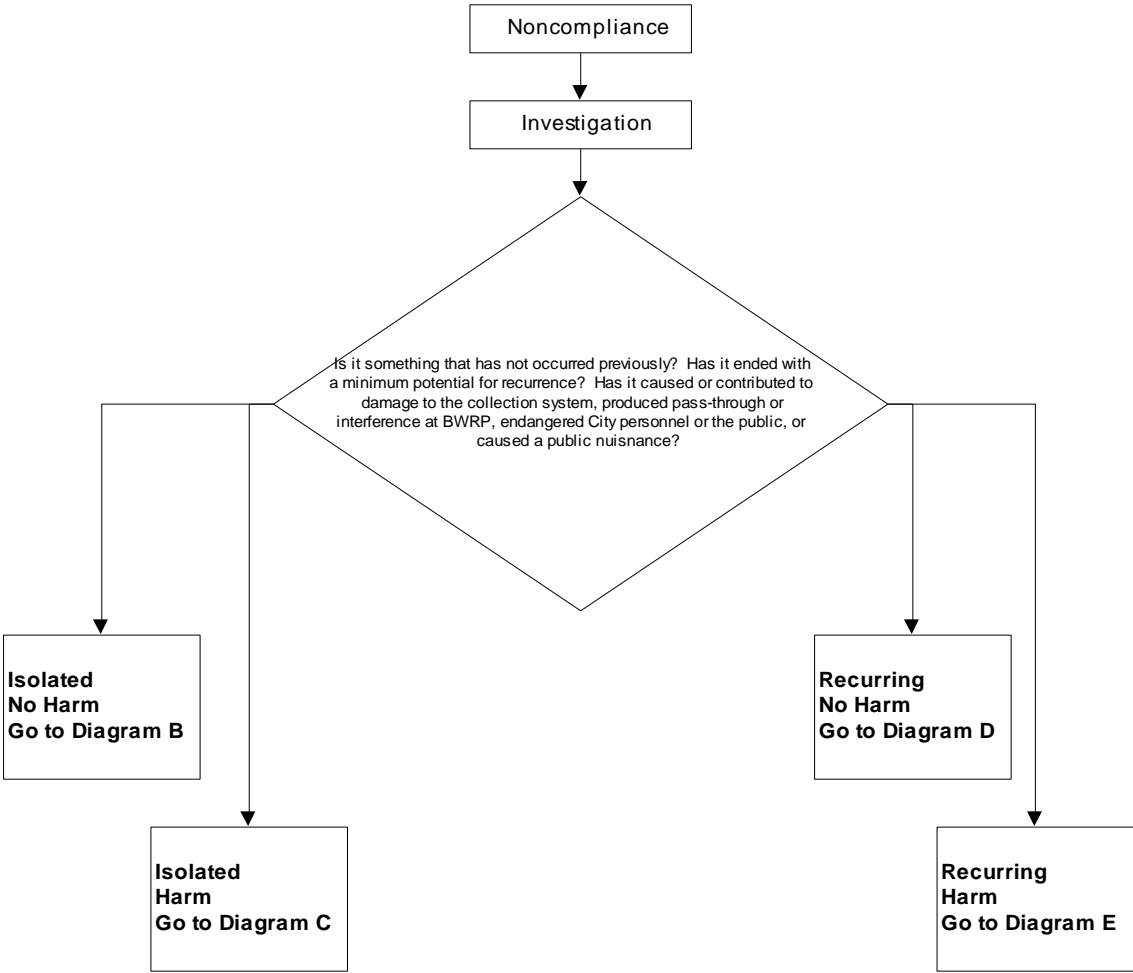 Noncompliance
Investigation
Is it something that has not occurred previously? Has it ended with
a minimum potential for recurrence? Has it caused or contributed to
damage to the collection system, produced pass-through or
interference at BWRP, endangered City personnel or the public, or
caused a public nuisnance?
Isolated
No Harm
Go to Diagram B
Recurring
No Harm
Go to Diagram D
Isolated
Harm
Go to Diagram C
Recurring
Harm
Go to Diagram E